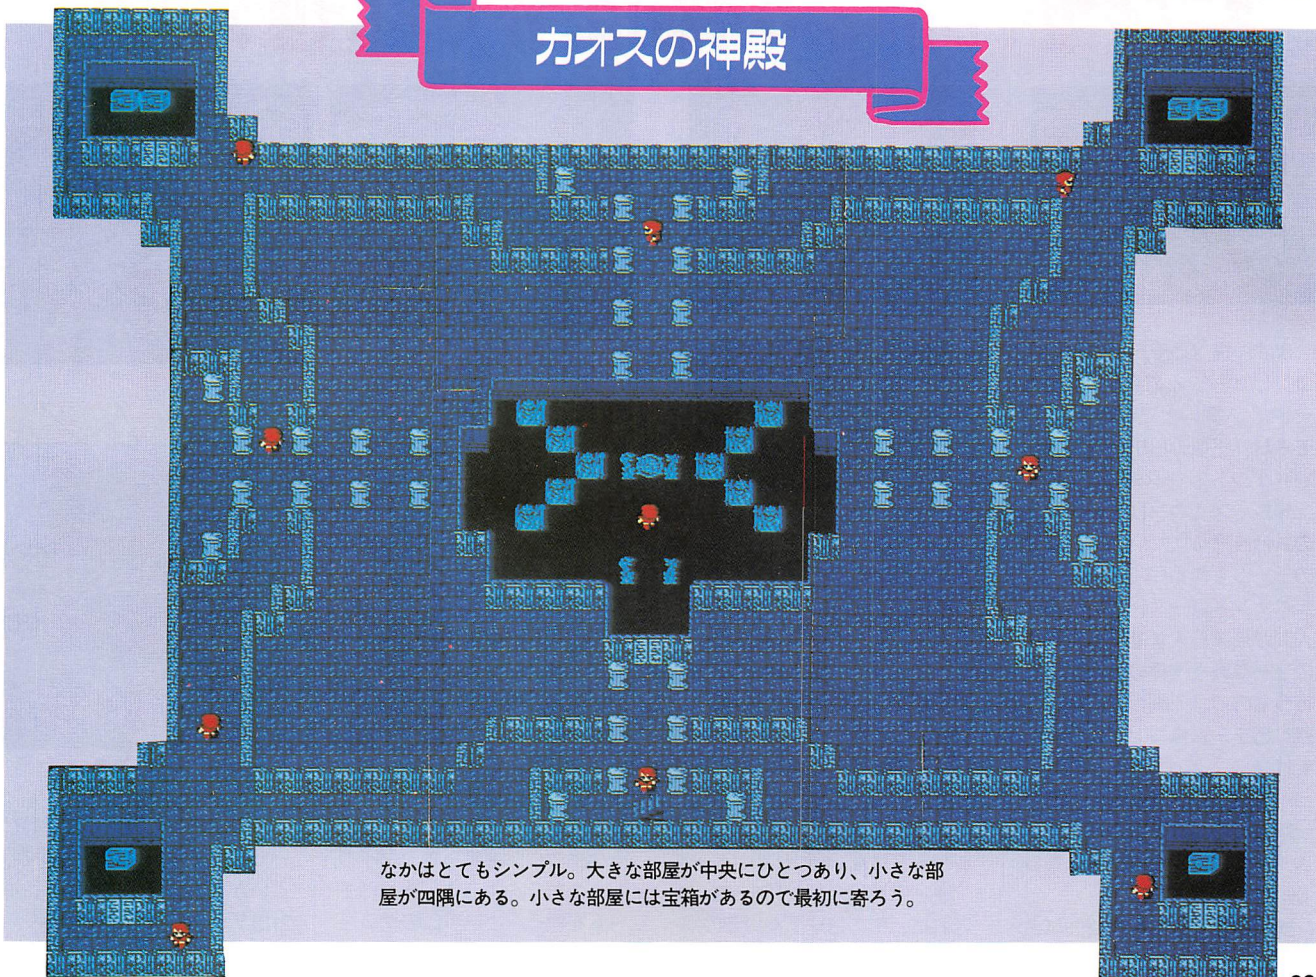 カオスの神殿
なかはとてもシンプル。大きな部屋が中央にひとつあり、小さな部
屋が四隅にある。小さな部屋には宝箱があるので最初に寄ろう。